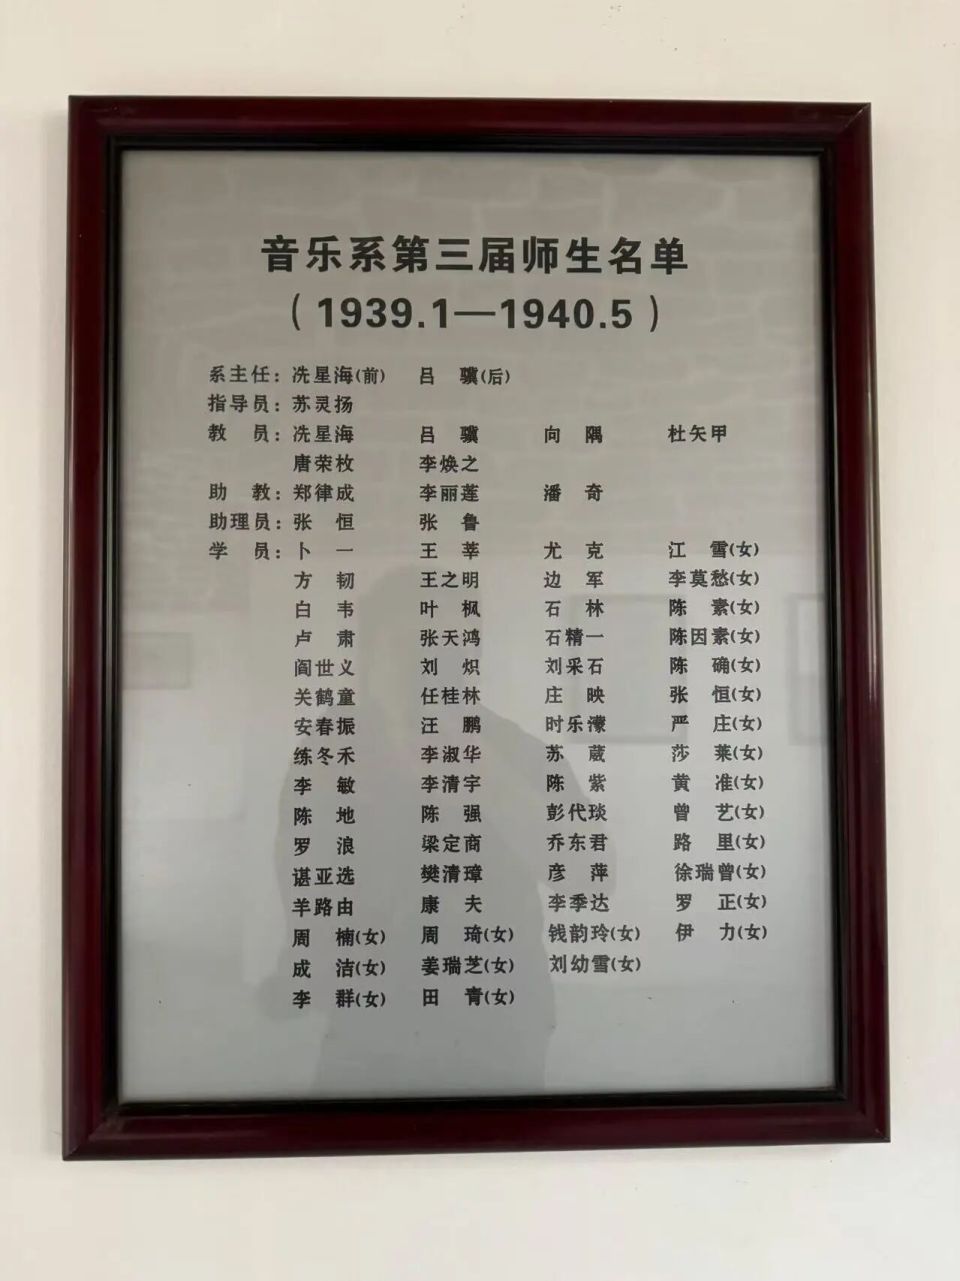 音乐系第三届师生名单
（1939.1—1940.5）
系主任：冼星海(前) 吕 骥(后)
指导员：苏灵扬
教 员：冼星海 吕 骥 向 隅 杜矢甲
唐荣枚 李焕之
助 教：郑律成 李丽莲 潘 奇
助理员：张 恒 张 鲁
学 员：卜 一 王 莘 尤 克 江 雪(女)
方 韧 王之明 边 军 李莫愁(女)
白 韦 叶 枫 石 林 陈 素(女)
卢 肃 张天鸿 石精一 陈因素(女)
阎世义 刘 炽 刘采石 陈 确(女)
关鹤童 任桂林 庄 映 张 恒(女)
安春振 汪 鹏 时乐濛 严 庄(女)
练冬禾 李淑华 苏 葳 莎 莱(女)
李 敏 李清宇 陈 紫 黄 准(女)
陈 地 陈 强 彭代琰 曾 艺(女)
罗 浪 梁定商 乔东君 路 里(女)
谌亚选 樊清璋 彦 萍 徐瑞曾(女)
羊路由 康 夫 李季达 罗 正(女)
周 楠(女) 周 琦(女) 钱韵玲(女) 伊 力(女)
成 洁(女) 姜瑞芝(女) 刘幼雪(女)
李 群(女) 田 青(女)